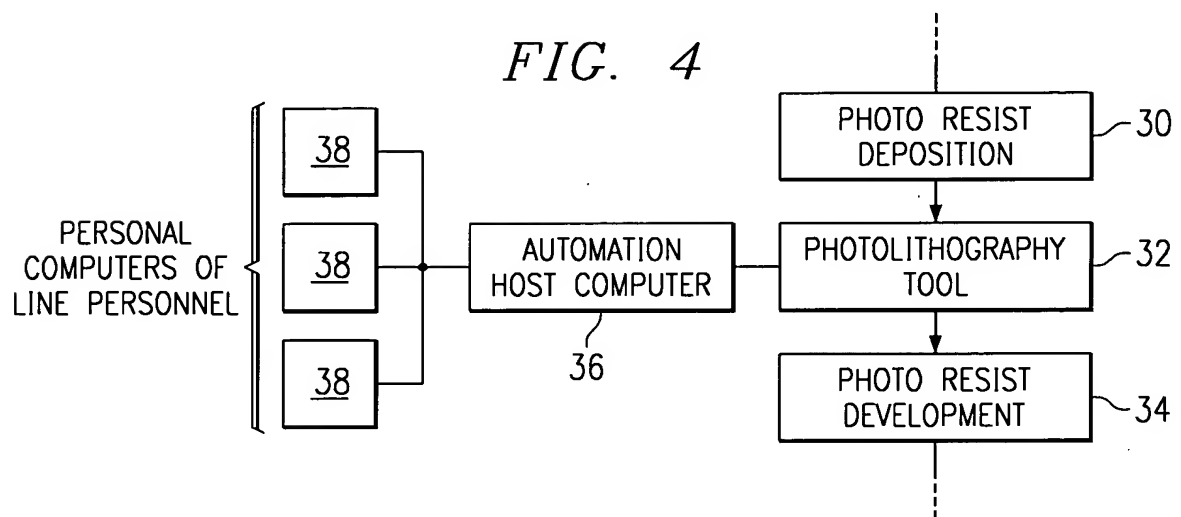 FIG. 4
PHOTO RESIST
DEPOSITION
30
38
38
38
PERSONAL
COMPUTERS OF
LINE PERSONNEL
AUTOMATION
HOST COMPUTER
36
PHOTOLITHOGRAPHY
TOOL
32
PHOTO RESIST
DEVELOPMENT
34